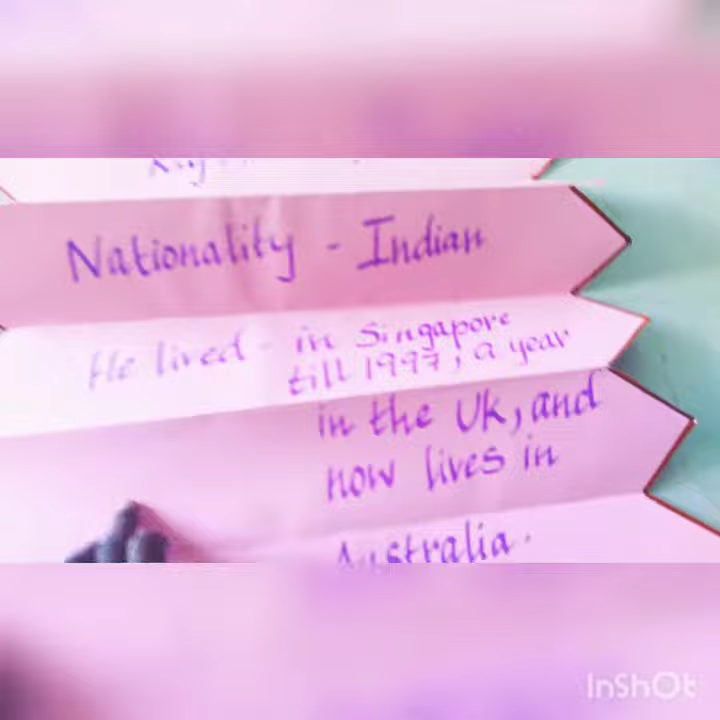 Nationality - Indian
He lived - in Singapore
till 1997, a year
in the UK, and
now lives in
Australia.
InShOt